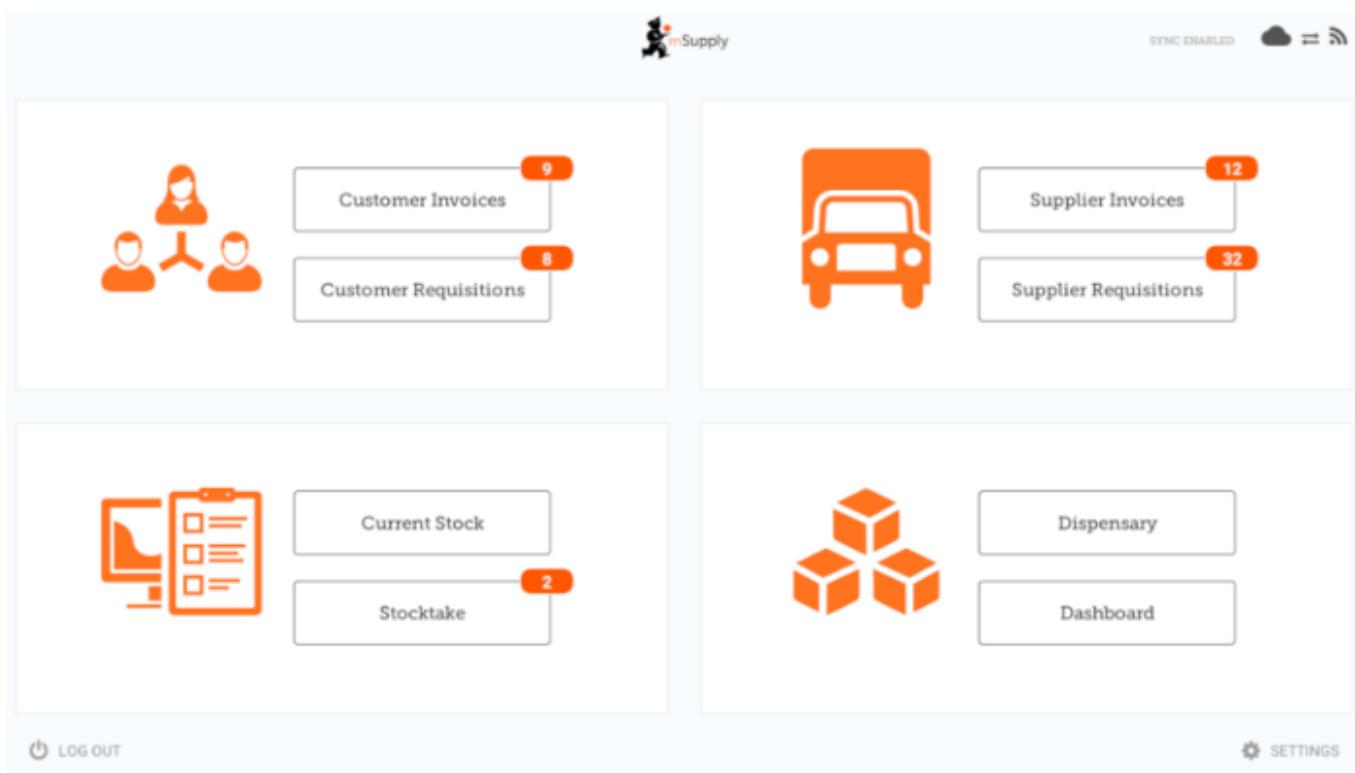 mSupply
SYNC ENABLED
9
Customer Invoices
8
Customer Requisitions
12
Supplier Invoices
32
Supplier Requisitions
Current Stock
2
Stocktake
Dispensary
Dashboard
LOG OUT
SETTINGS